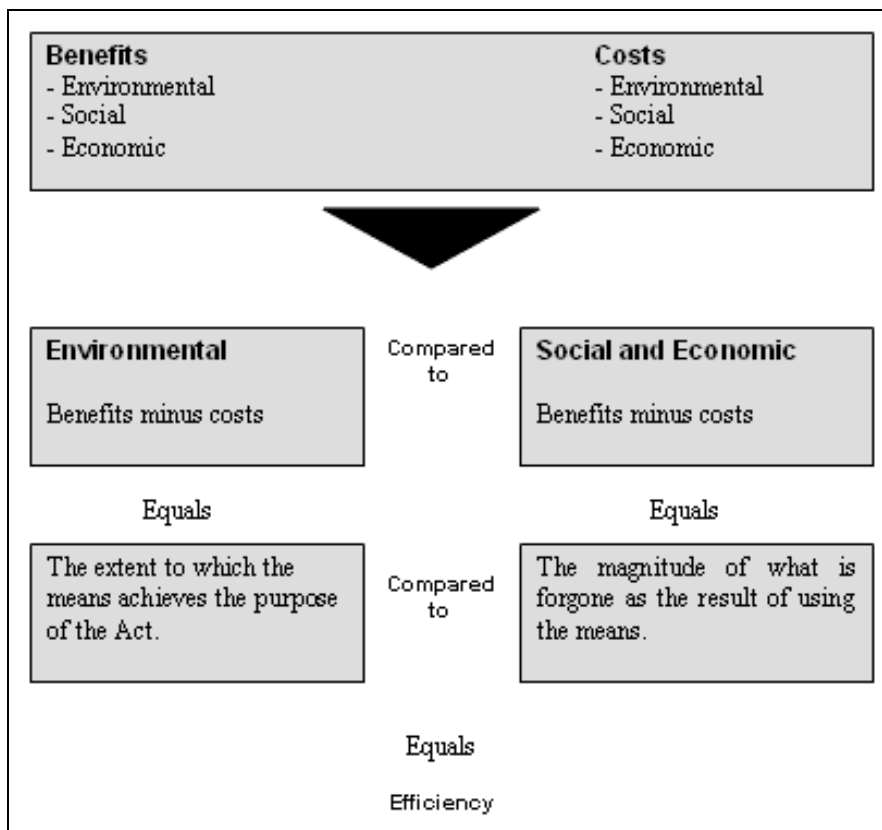 Benefits
- Environmental
- Social
- Economic
Costs
- Environmental
- Social
- Economic
Environmental
Benefits minus costs
Compared
to
Social and Economic
Benefits minus costs
Equals
Equals
The extent to which the
means achieves the purpose
of the Act.
Compared
to
The magnitude of what is
forgone as the result of using
the means.
Equals
Efficiency